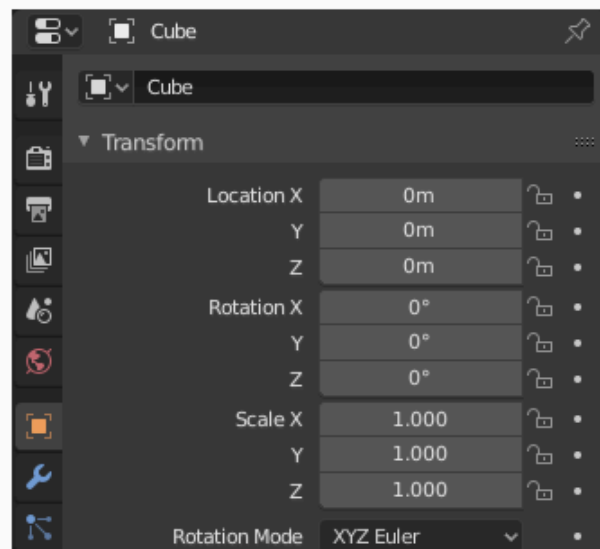 Cube
Cube
Transform
Location X 0m
Y 0m
Z 0m
Rotation X 0°
Y 0°
Z 0°
Scale X 1.000
Y 1.000
Z 1.000
Rotation Mode XYZ Euler